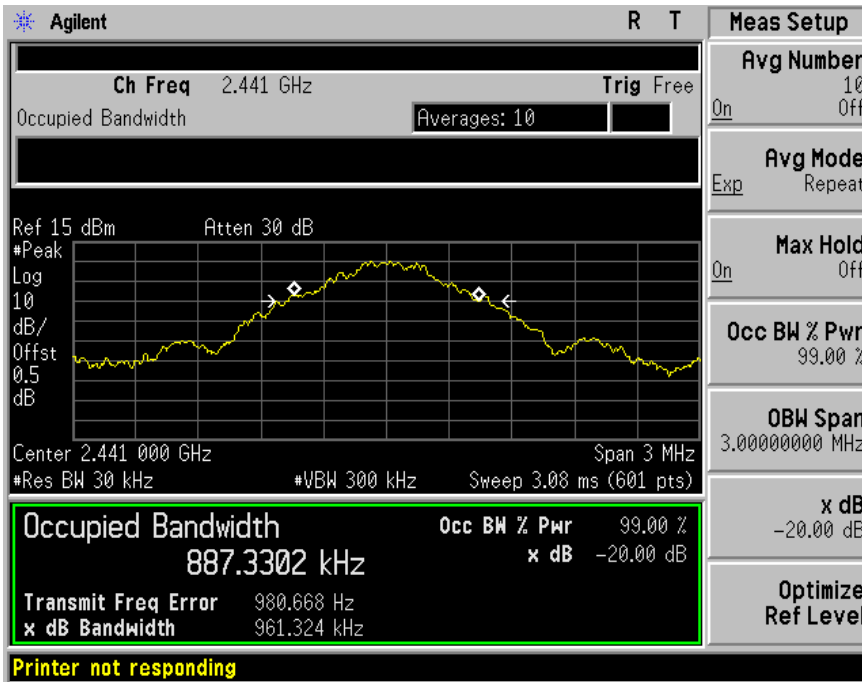 Agilent
R T
Ch Freq 2.441 GHz
Trig Free
Occupied Bandwidth
Averages: 10
Ref 15 dBm
Atten 30 dB
#Peak
Log
10
dB/
Offst
0.5
dB
Center 2.441 000 GHz
Span 3 MHz
#Res BW 30 kHz
#VBW 300 kHz
Sweep 3.08 ms (601 pts)
Occupied Bandwidth
887.3302 kHz
Occ BW % Pwr 99.00 %
x dB -20.00 dB
Transmit Freq Error 980.668 Hz
x dB Bandwidth 961.324 kHz
Printer not responding
Meas Setup
Avg Number
10
On Off
Avg Mode
Exp Repeat
Max Hold
On Off
Occ BW % Pwr
99.00 %
OBW Span
3.00000000 MHz
x dB
-20.00 dB
Optimize
Ref Level